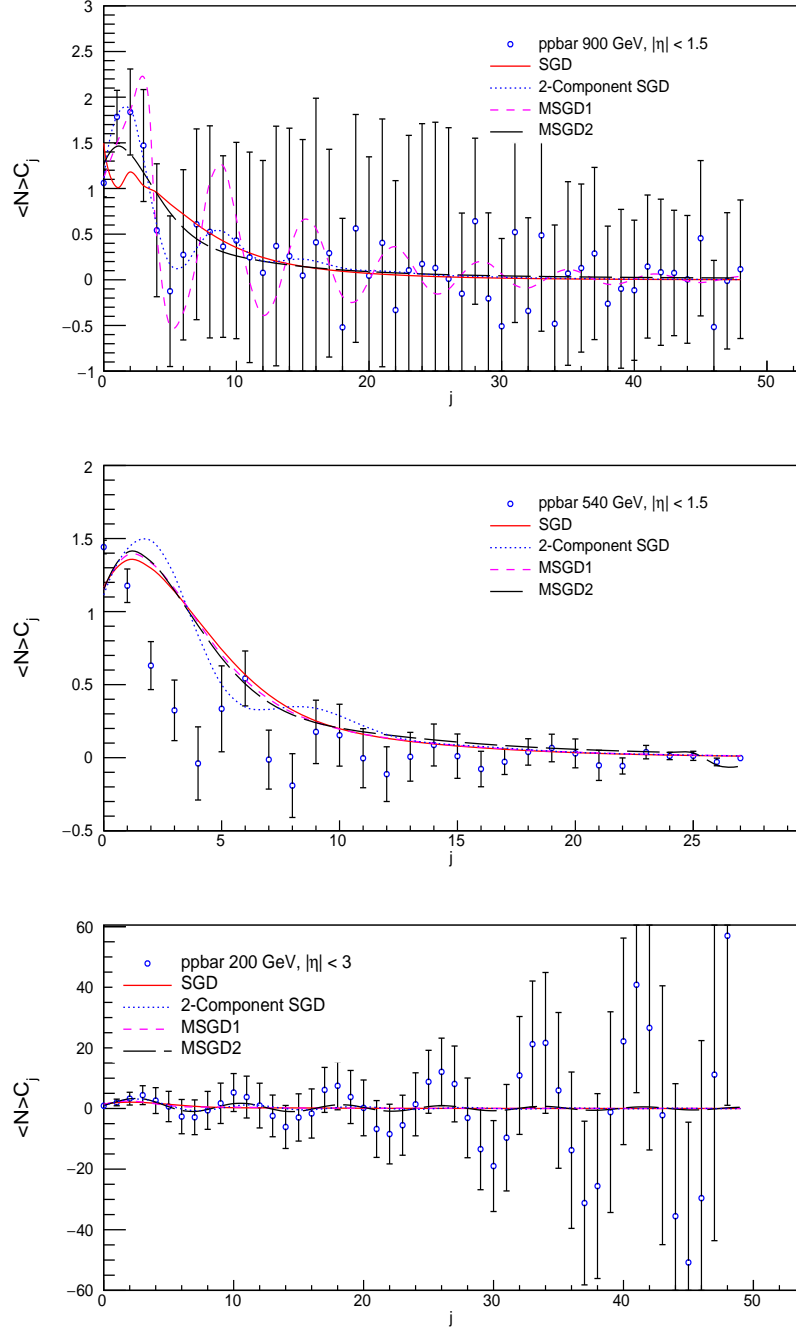 3
2.5
2
1.5
1
0.5
0
−0.5
−1
<N>C_j
ppbar 900 GeV, |η| < 1.5
SGD
2-Component SGD
MSGD1
MSGD2
0 10 20 30 40 50
j
2
1.5
1
0.5
0
−0.5
<N>C_j
ppbar 540 GeV, |η| < 1.5
SGD
2-Component SGD
MSGD1
MSGD2
0 5 10 15 20 25
j
60
40
20
0
−20
−40
−60
<N>C_j
ppbar 200 GeV, |η| < 3
SGD
2-Component SGD
MSGD1
MSGD2
0 10 20 30 40 50
j